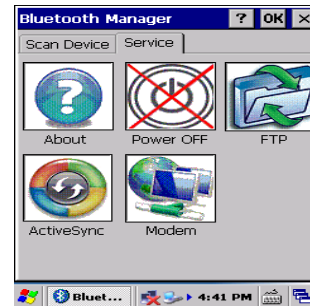 Bluetooth Manager ? OK ×
Scan Device Service
About Power OFF FTP
ActiveSync Modem
Bluet... 4:41 PM